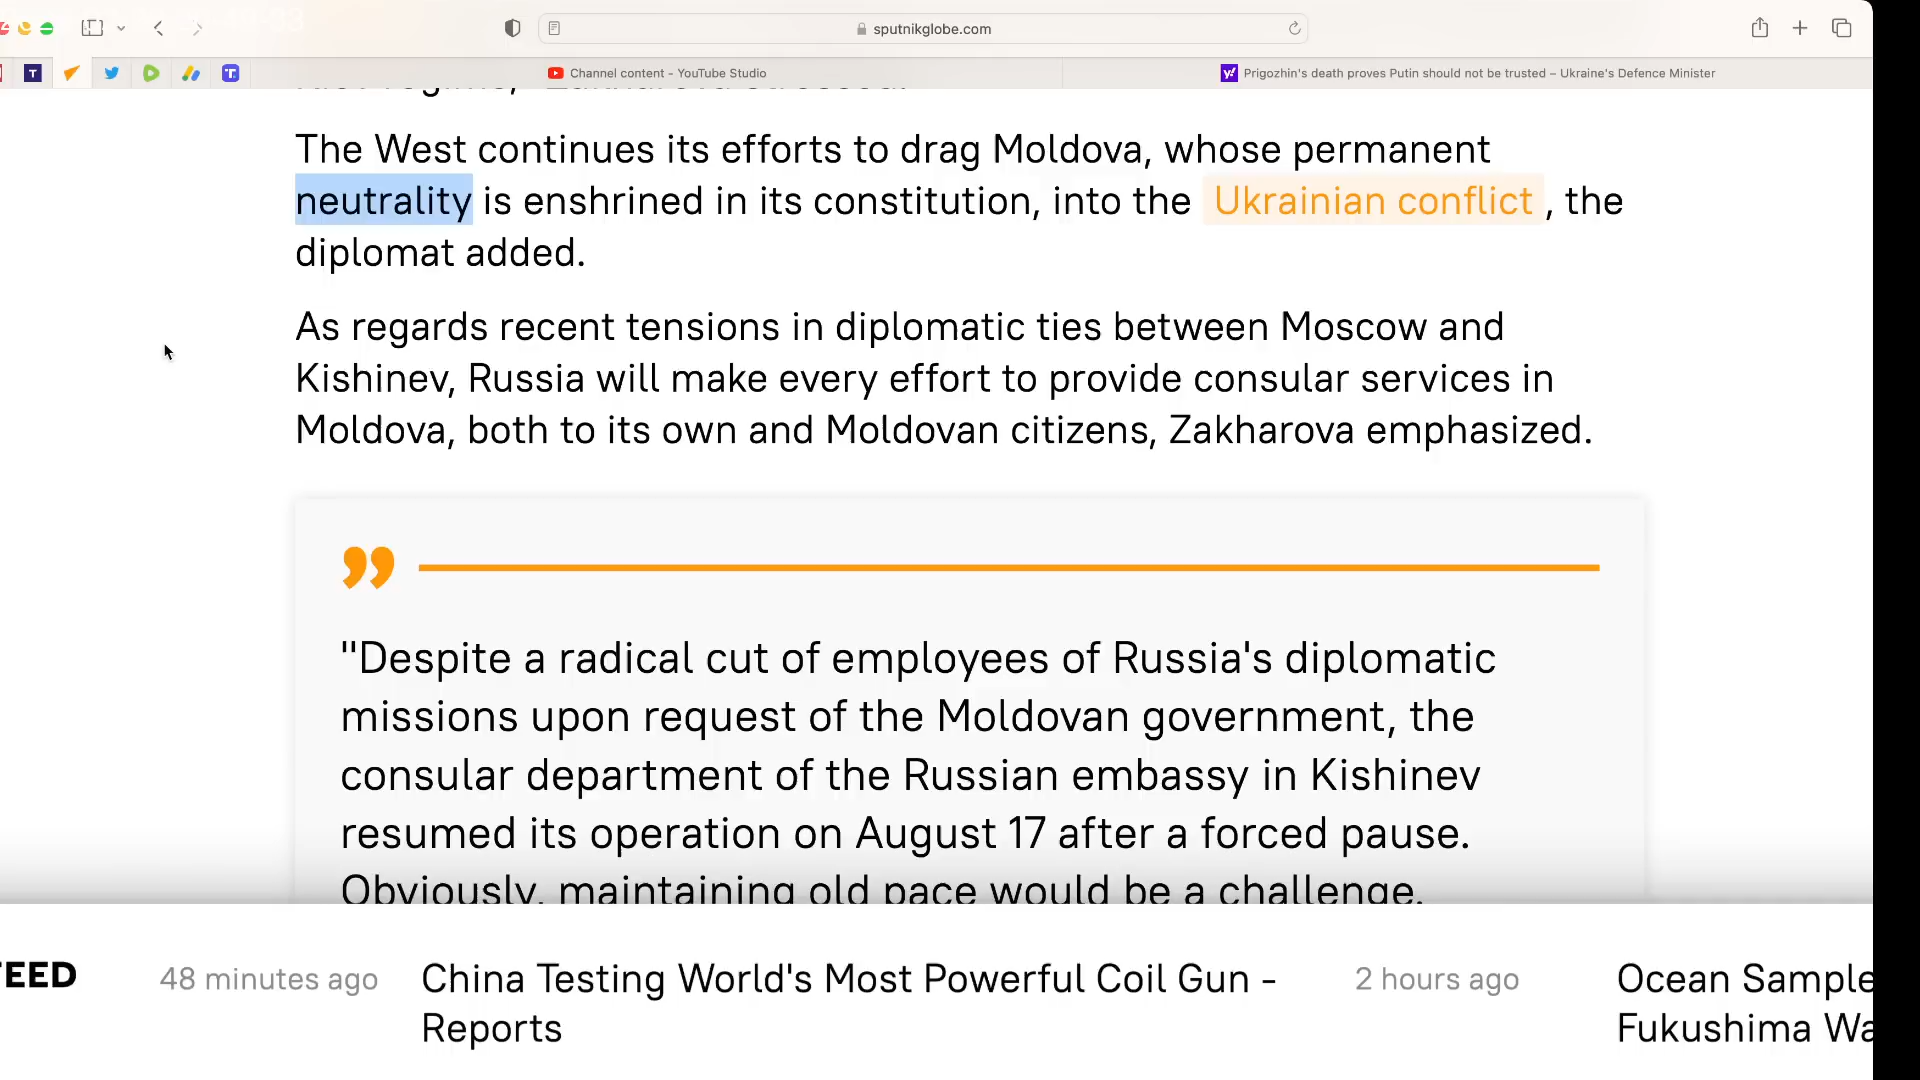 sputnikglobe.com
Channel content - YouTube Studio
Prigozhin's death proves Putin should not be trusted – Ukraine's Defence Minister
The West continues its efforts to drag Moldova, whose permanent
neutrality is enshrined in its constitution, into the Ukrainian conflict , the
diplomat added.
As regards recent tensions in diplomatic ties between Moscow and
Kishinev, Russia will make every effort to provide consular services in
Moldova, both to its own and Moldovan citizens, Zakharova emphasized.
"Despite a radical cut of employees of Russia's diplomatic
missions upon request of the Moldovan government, the
consular department of the Russian embassy in Kishinev
resumed its operation on August 17 after a forced pause.
Obviously, maintaining old pace would be a challenge.
FEED
48 minutes ago
China Testing World's Most Powerful Coil Gun -
Reports
2 hours ago
Ocean Sample
Fukushima Wa